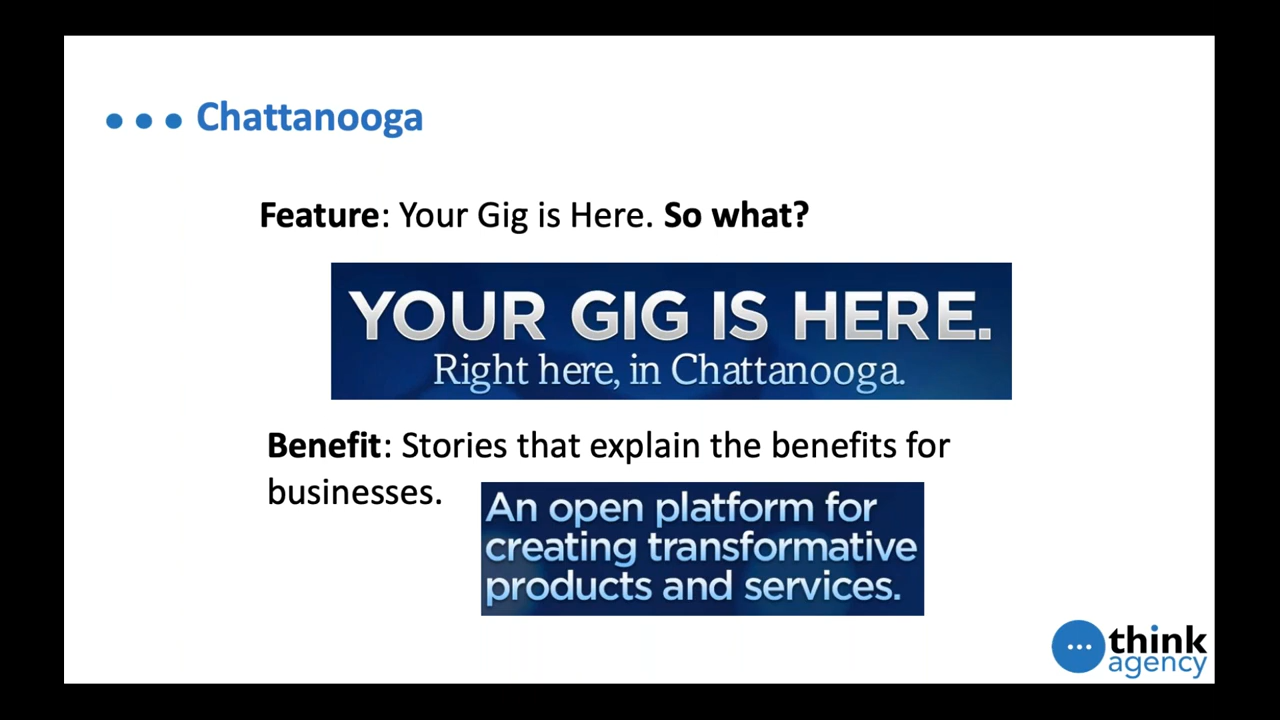 ••• Chattanooga
Feature: Your Gig is Here. So what?
YOUR GIG IS HERE.
Right here, in Chattanooga.
Benefit: Stories that explain the benefits for
businesses.
An open platform for
creating transformative
products and services.
think
agency